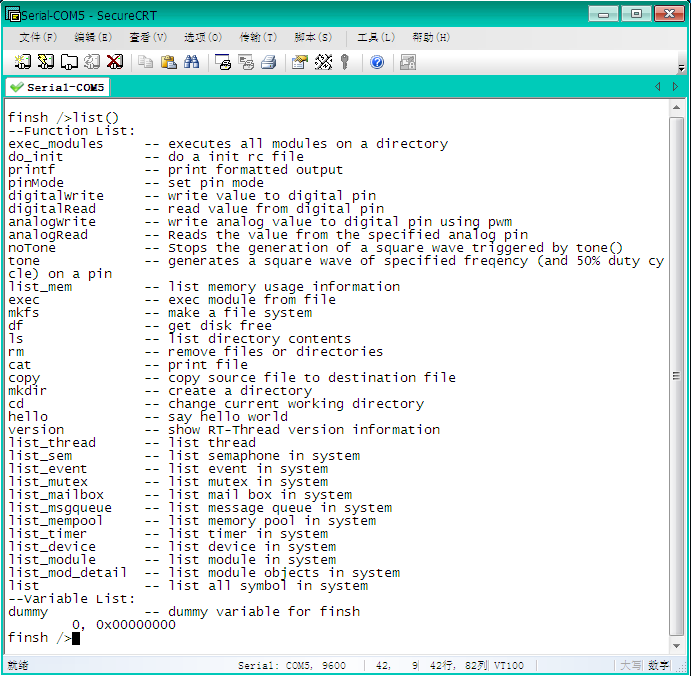 Serial-COM5 - SecureCRT
文件(F) 编辑(E) 查看(V) 选项(O) 传输(T) 脚本(S) 工具(L) 帮助(H)
Serial-COM5
finsh />list()
--Function List:
exec_modules -- executes all modules on a directory
do_init -- do a init rc file
printf -- print formatted output
pinMode -- set pin mode
digitalWrite -- write value to digital pin
digitalRead -- read value from digital pin
analogWrite -- write analog value to digital pin using pwm
analogRead -- Reads the value from the specified analog pin
noTone -- Stops the generation of a square wave triggered by tone()
tone -- generates a square wave of specified freqency (and 50% duty cy
cle) on a pin
list_mem -- list memory usage information
exec -- exec module from file
mkfs -- make a file system
df -- get disk free
ls -- list directory contents
rm -- remove files or directories
cat -- print file
copy -- copy source file to destination file
mkdir -- create a directory
cd -- change current working directory
hello -- say hello world
version -- show RT-Thread version information
list_thread -- list thread
list_sem -- list semaphone in system
list_event -- list event in system
list_mutex -- list mutex in system
list_mailbox -- list mail box in system
list_msgqueue -- list message queue in system
list_mempool -- list memory pool in system
list_timer -- list timer in system
list_device -- list device in system
list_module -- list module in system
list_mod_detail -- list module objects in system
list -- list all symbol in system
--Variable List:
dummy -- dummy variable for finsh
0, 0x00000000
finsh />
就绪 Serial: COM5, 9600 42, 9 42行, 82列 VT100 大写 数字